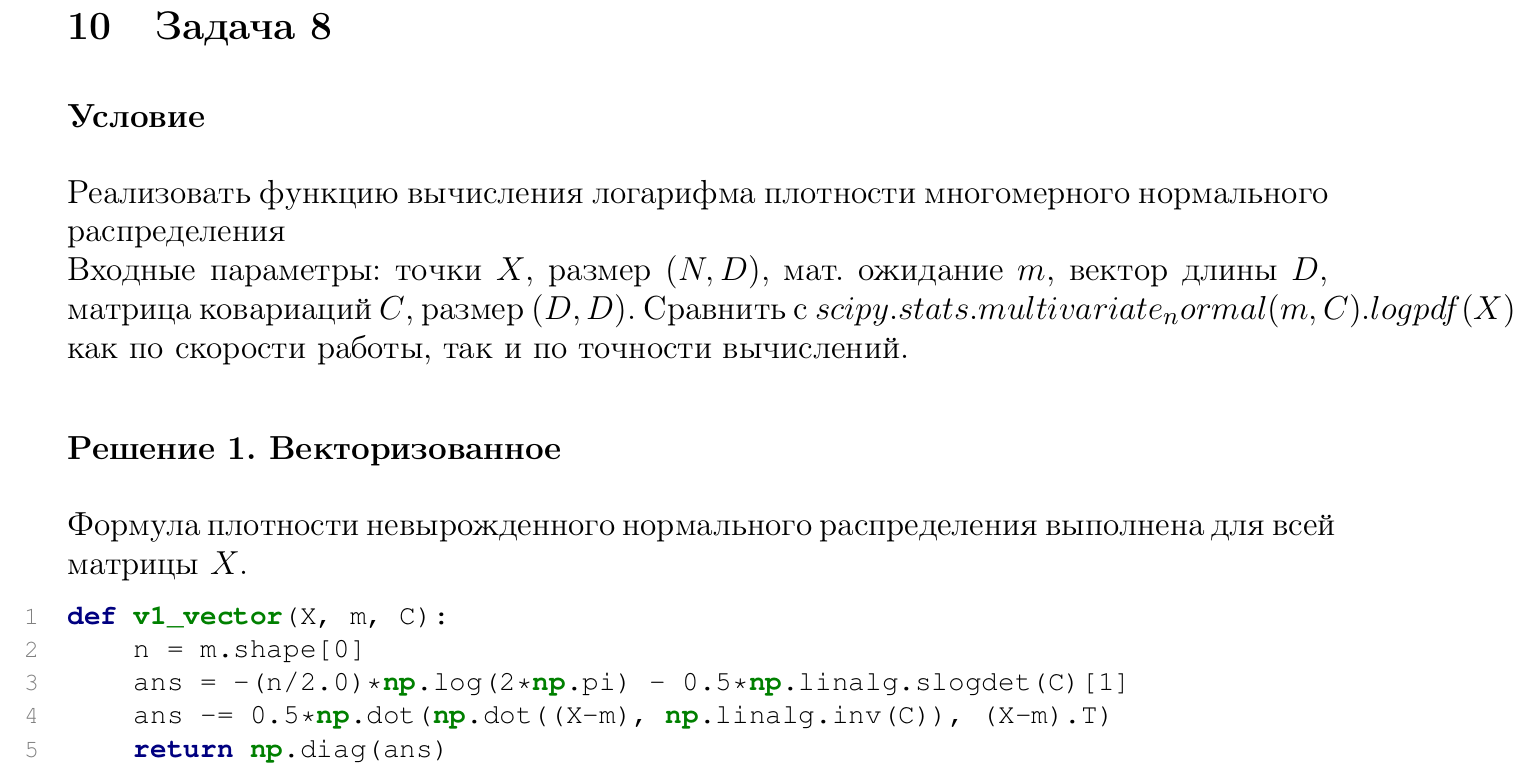 10 Задача 8
Условие
Реализовать функцию вычисления логарифма плотности многомерного нормального
распределения
Входные параметры: точки X, размер (N, D), мат. ожидание m, вектор длины D,
матрица ковариаций C, размер (D, D). Сравнить с scipy.stats.multivariate_normal(m, C).logpdf(X)
как по скорости работы, так и по точности вычислений.
Решение 1. Векторизованное
Формула плотности невырожденного нормального распределения выполнена для всей
матрицы X.
1 def v1_vector(X, m, C):
2 n = m.shape[0]
3 ans = -(n/2.0)*np.log(2*np.pi) - 0.5*np.linalg.slogdet(C)[1]
4 ans -= 0.5*np.dot(np.dot((X-m), np.linalg.inv(C)), (X-m).T)
5 return np.diag(ans)